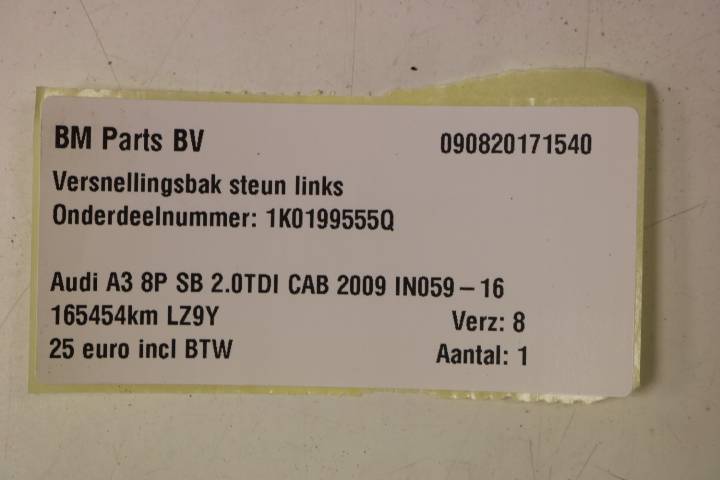 BM Parts BV 090820171540
Versnellingsbak steun links
Onderdeelnummer: 1K0199555Q
Audi A3 8P SB 2.0TDI CAB 2009 IN059-16
165454km LZ9Y Verz: 8
25 euro incl BTW Aantal: 1